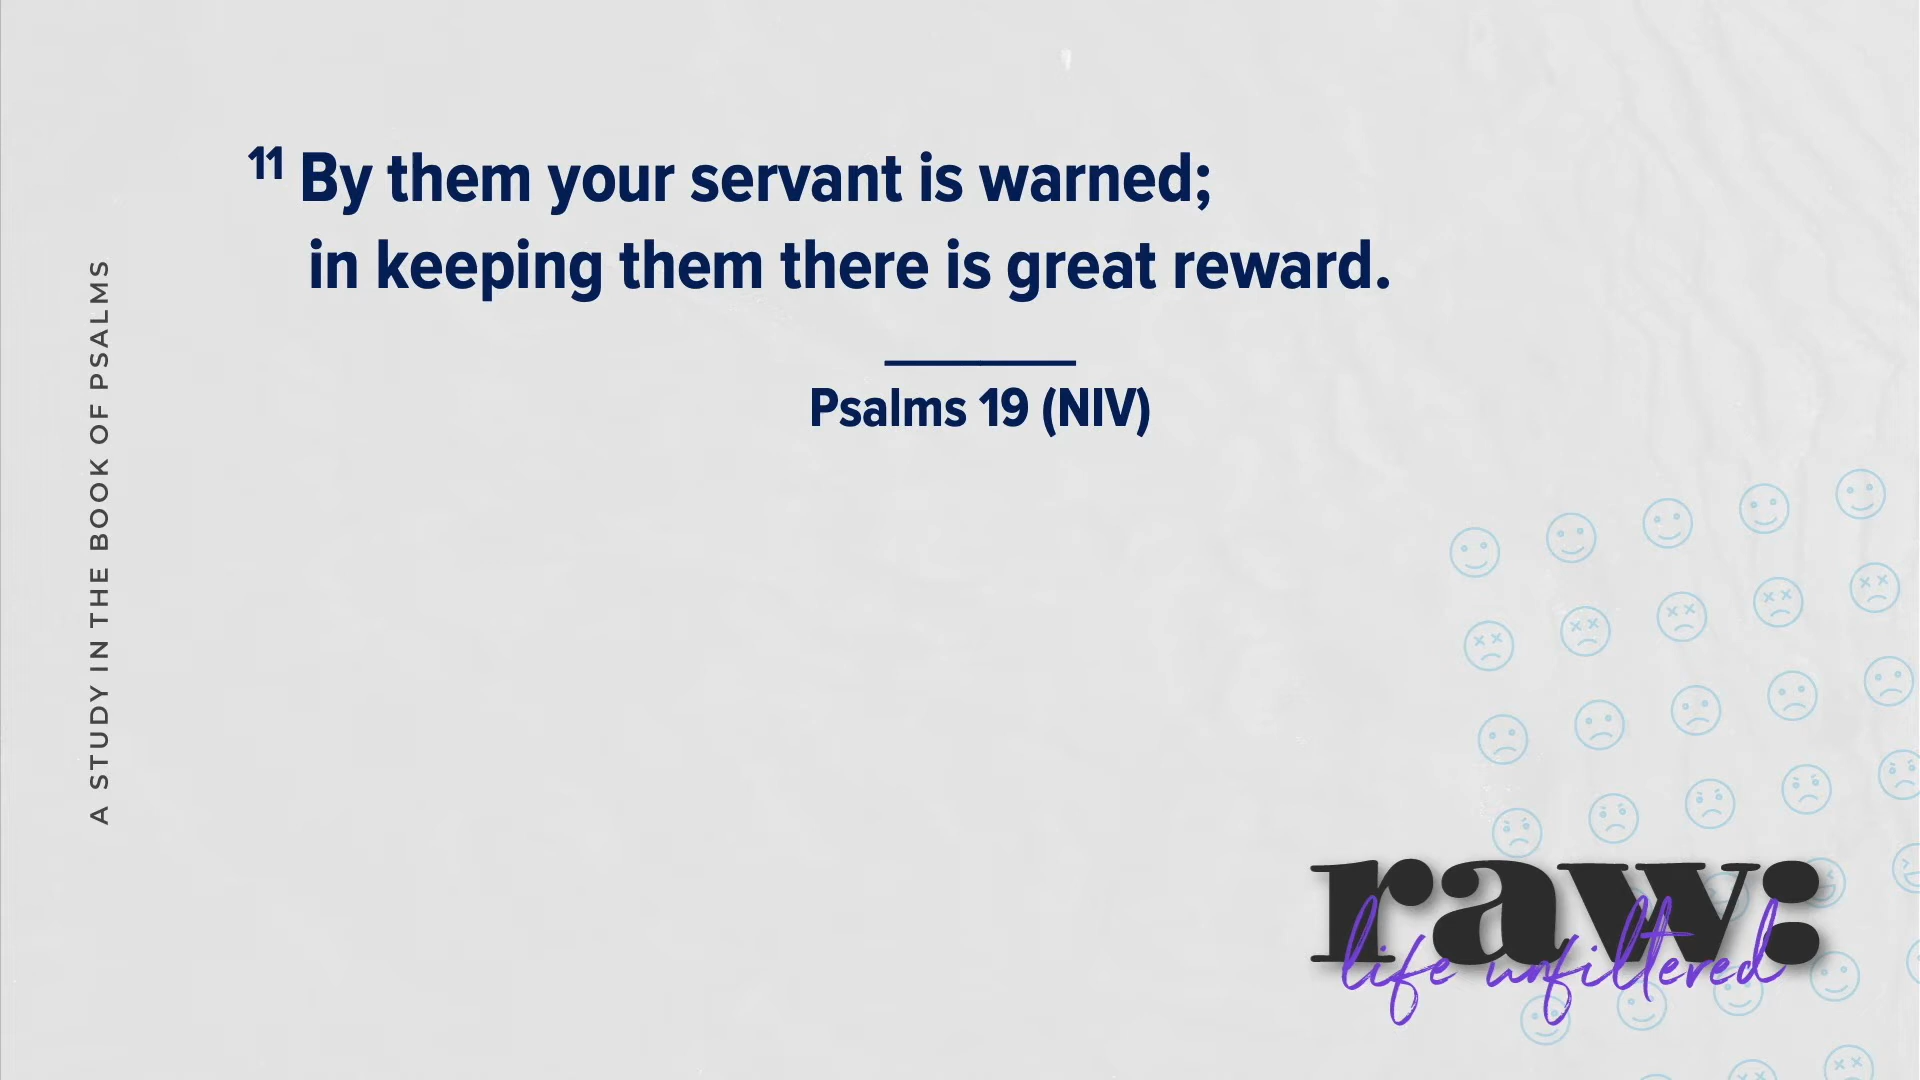 11 By them your servant is warned;
in keeping them there is great reward.
Psalms 19 (NIV)
A STUDY IN THE BOOK OF PSALMS
raw:
life unfiltered